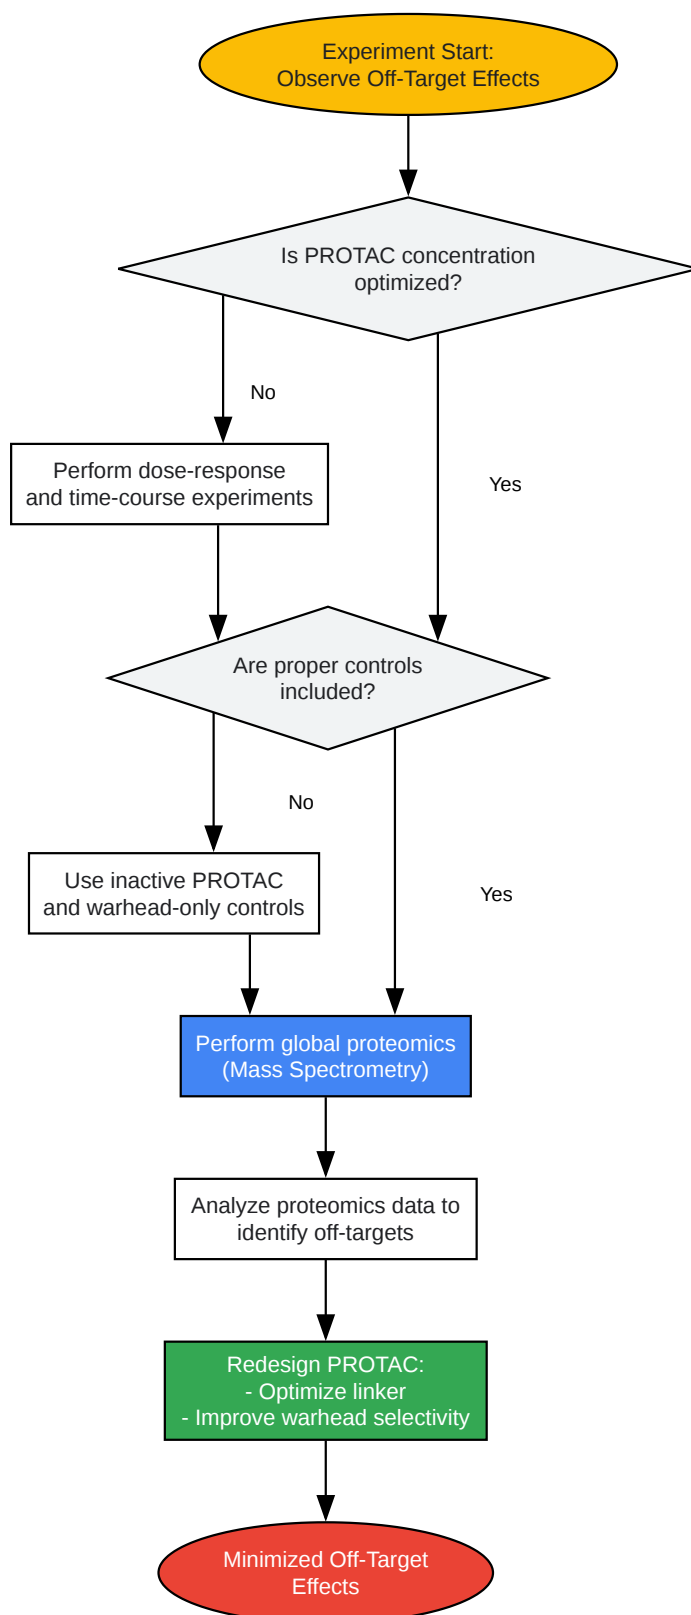 Experiment Start:
Observe Off-Target Effects
Is PROTAC concentration
optimized?
No
Perform dose-response
and time-course experiments
Yes
Are proper controls
included?
No
Use inactive PROTAC
and warhead-only controls
Yes
Perform global proteomics
(Mass Spectrometry)
Analyze proteomics data to
identify off-targets
Redesign PROTAC:
- Optimize linker
- Improve warhead selectivity
Minimized Off-Target
Effects